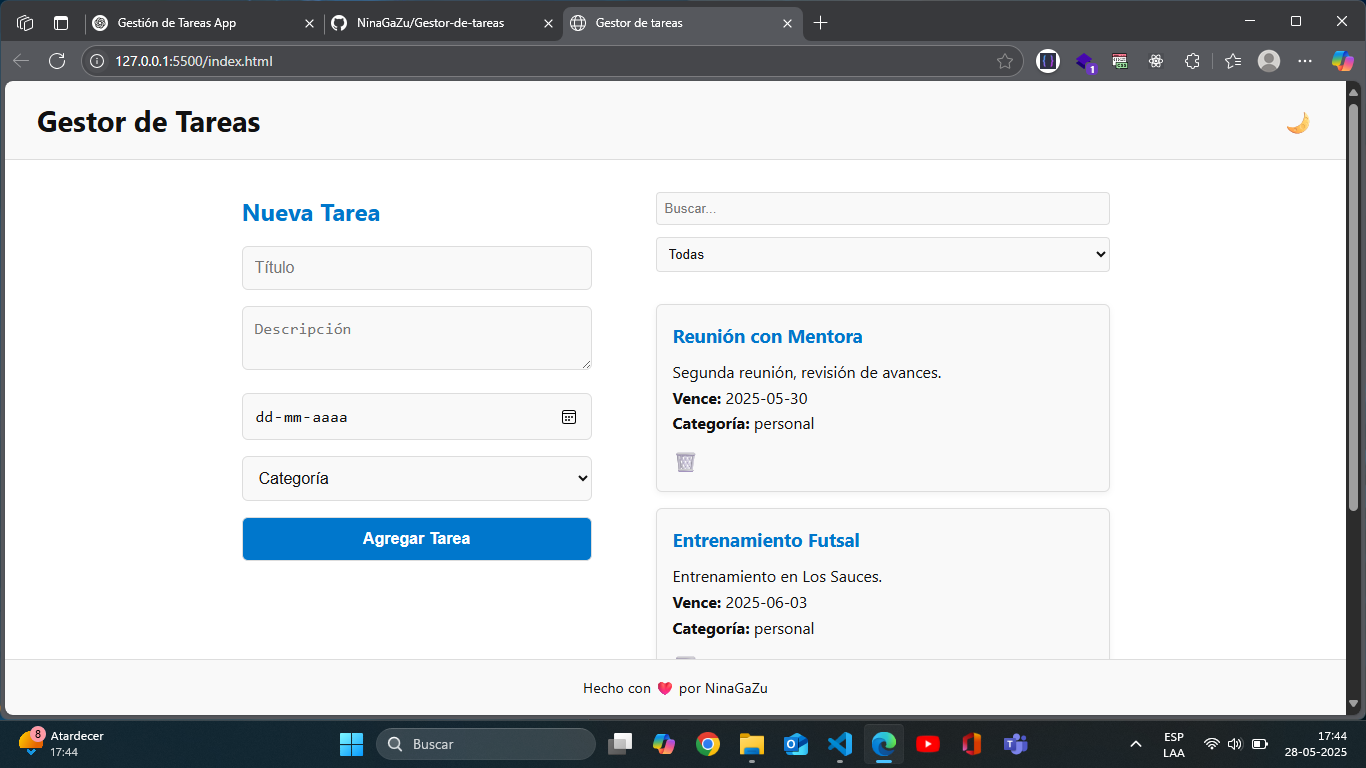 Gestión de Tareas App
NinaGaZu/Gestor-de-tareas
Gestor de tareas
127.0.0.1:5500/index.html
1
Gestor de Tareas
Nueva Tarea
Título
Descripción
dd-mm-aaaa
Categoría
Agregar Tarea
Buscar...
Todas
Reunión con Mentora
Segunda reunión, revisión de avances.
Vence: 2025-05-30
Categoría: personal
Entrenamiento Futsal
Entrenamiento en Los Sauces.
Vence: 2025-06-03
Categoría: personal
Hecho con ❤️ por NinaGaZu
8
Atardecer
17:44
Buscar
ESP
LAA
17:44
28-05-2025